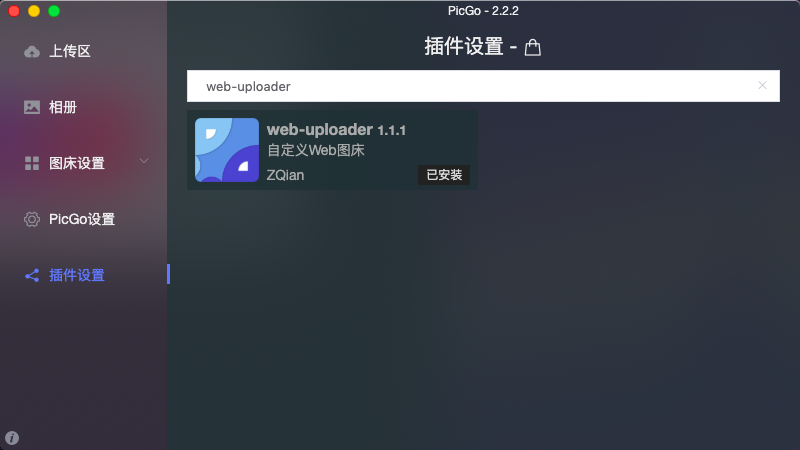 PicGo - 2.2.2
上传区
相册
图床设置
PicGo设置
插件设置
插件设置 -
web-uploader
web-uploader 1.1.1
自定义Web图床
ZQian
已安装